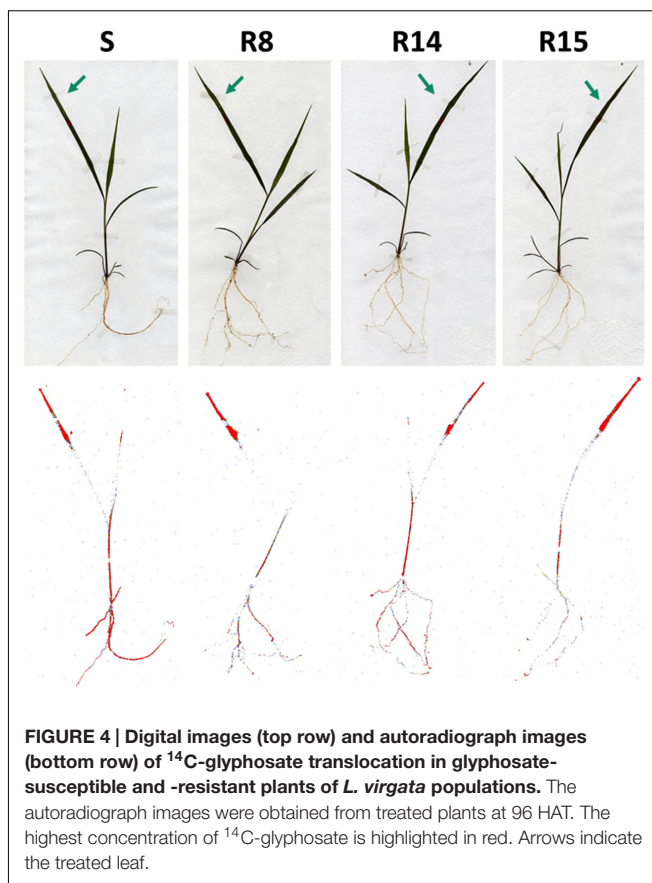 S R8 R14 R15
FIGURE 4 | Digital images (top row) and autoradiograph images
(bottom row) of ¹⁴C-glyphosate translocation in glyphosate-
susceptible and -resistant plants of L. virgata populations. The
autoradiograph images were obtained from treated plants at 96 HAT. The
highest concentration of ¹⁴C-glyphosate is highlighted in red. Arrows indicate
the treated leaf.